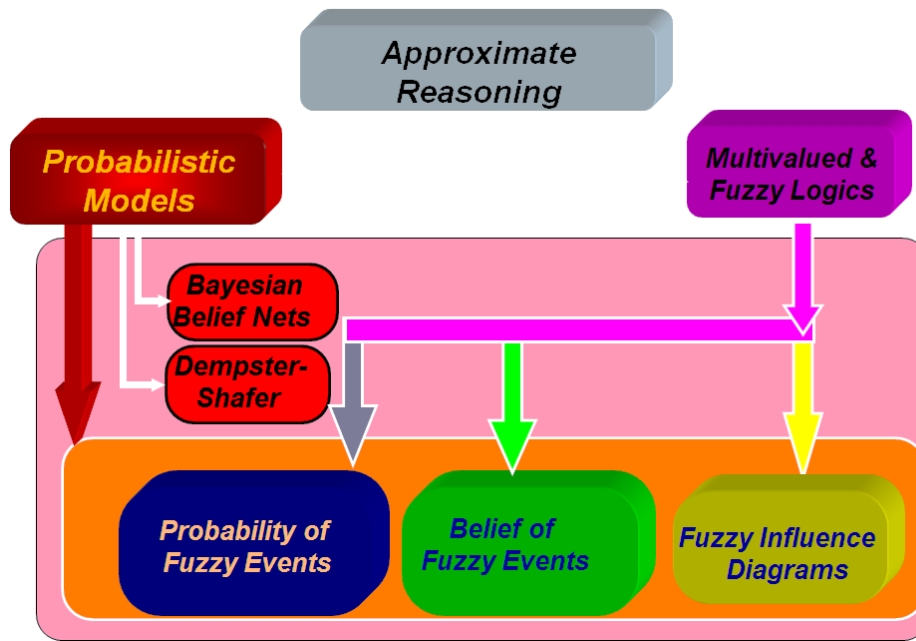 Approximate
Reasoning
Probabilistic
Models
Multivalued &
Fuzzy Logics
Bayesian
Belief Nets
Dempster-
Shafer
Probability of
Fuzzy Events
Belief of
Fuzzy Events
Fuzzy Influence
Diagrams